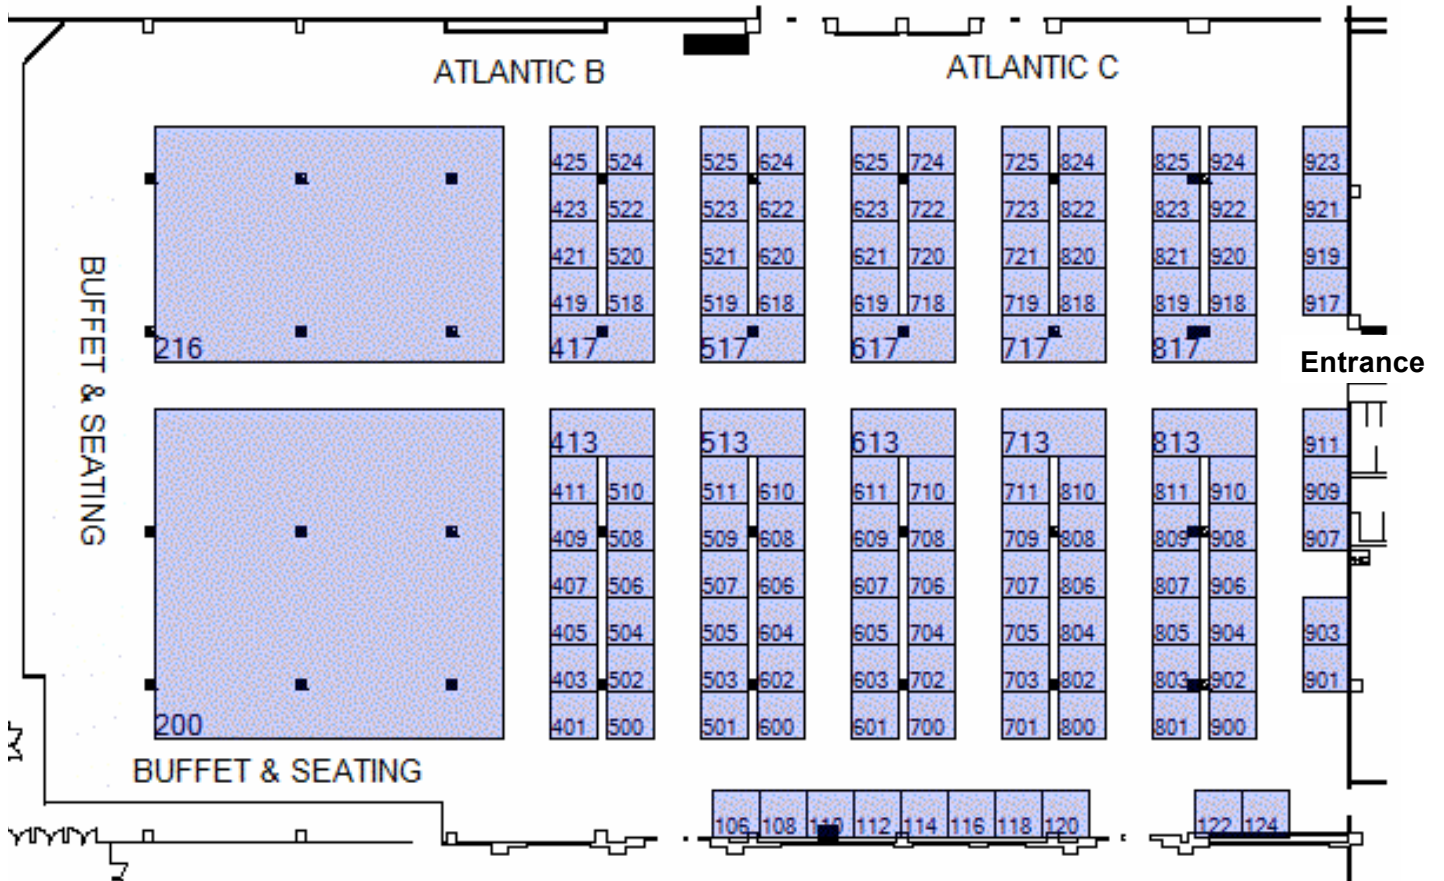 ATLANTIC B ATLANTIC C
425 524 525 624 625 724 725 824 825 924 923
423 522 523 622 623 722 723 822 823 922 921
421 520 521 620 621 720 721 820 821 920 919
419 518 519 618 619 718 719 818 819 918 917
216 417 517 617 717 817
Entrance
BUFFET & SEATING
413 513 613 713 813 911
411 510 511 610 611 710 711 810 811 910 909
409 508 509 608 609 708 709 808 809 908 907
407 506 507 606 607 706 707 806 807 906
405 504 505 604 605 704 705 804 805 904 903
403 502 503 602 603 702 703 802 803 902 901
200 401 500 501 600 601 700 701 800 801 900
BUFFET & SEATING
106 108 110 112 114 116 118 120 122 124